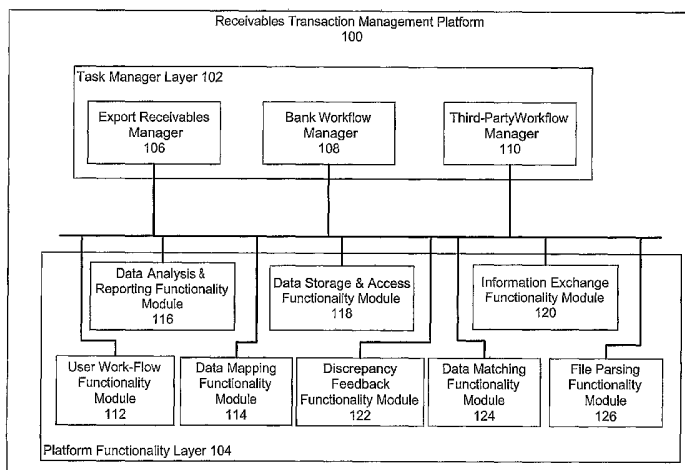 Receivables Transaction Management Platform
100
Task Manager Layer 102
Export Receivables
Manager
106
Bank Workflow
Manager
108
Third-PartyWorkflow
Manager
110
Data Analysis &
Reporting Functionality
Module
116
Data Storage & Access
Functionality Module
118
Information Exchange
Functionality Module
120
User Work-Flow
Functionality
Module
112
Data Mapping
Functionality
Module
114
Discrepancy
Feedback
Functionality Module
122
Data Matching
Functionality
Module
124
File Parsing
Functionality
Module
126
Platform Functionality Layer 104